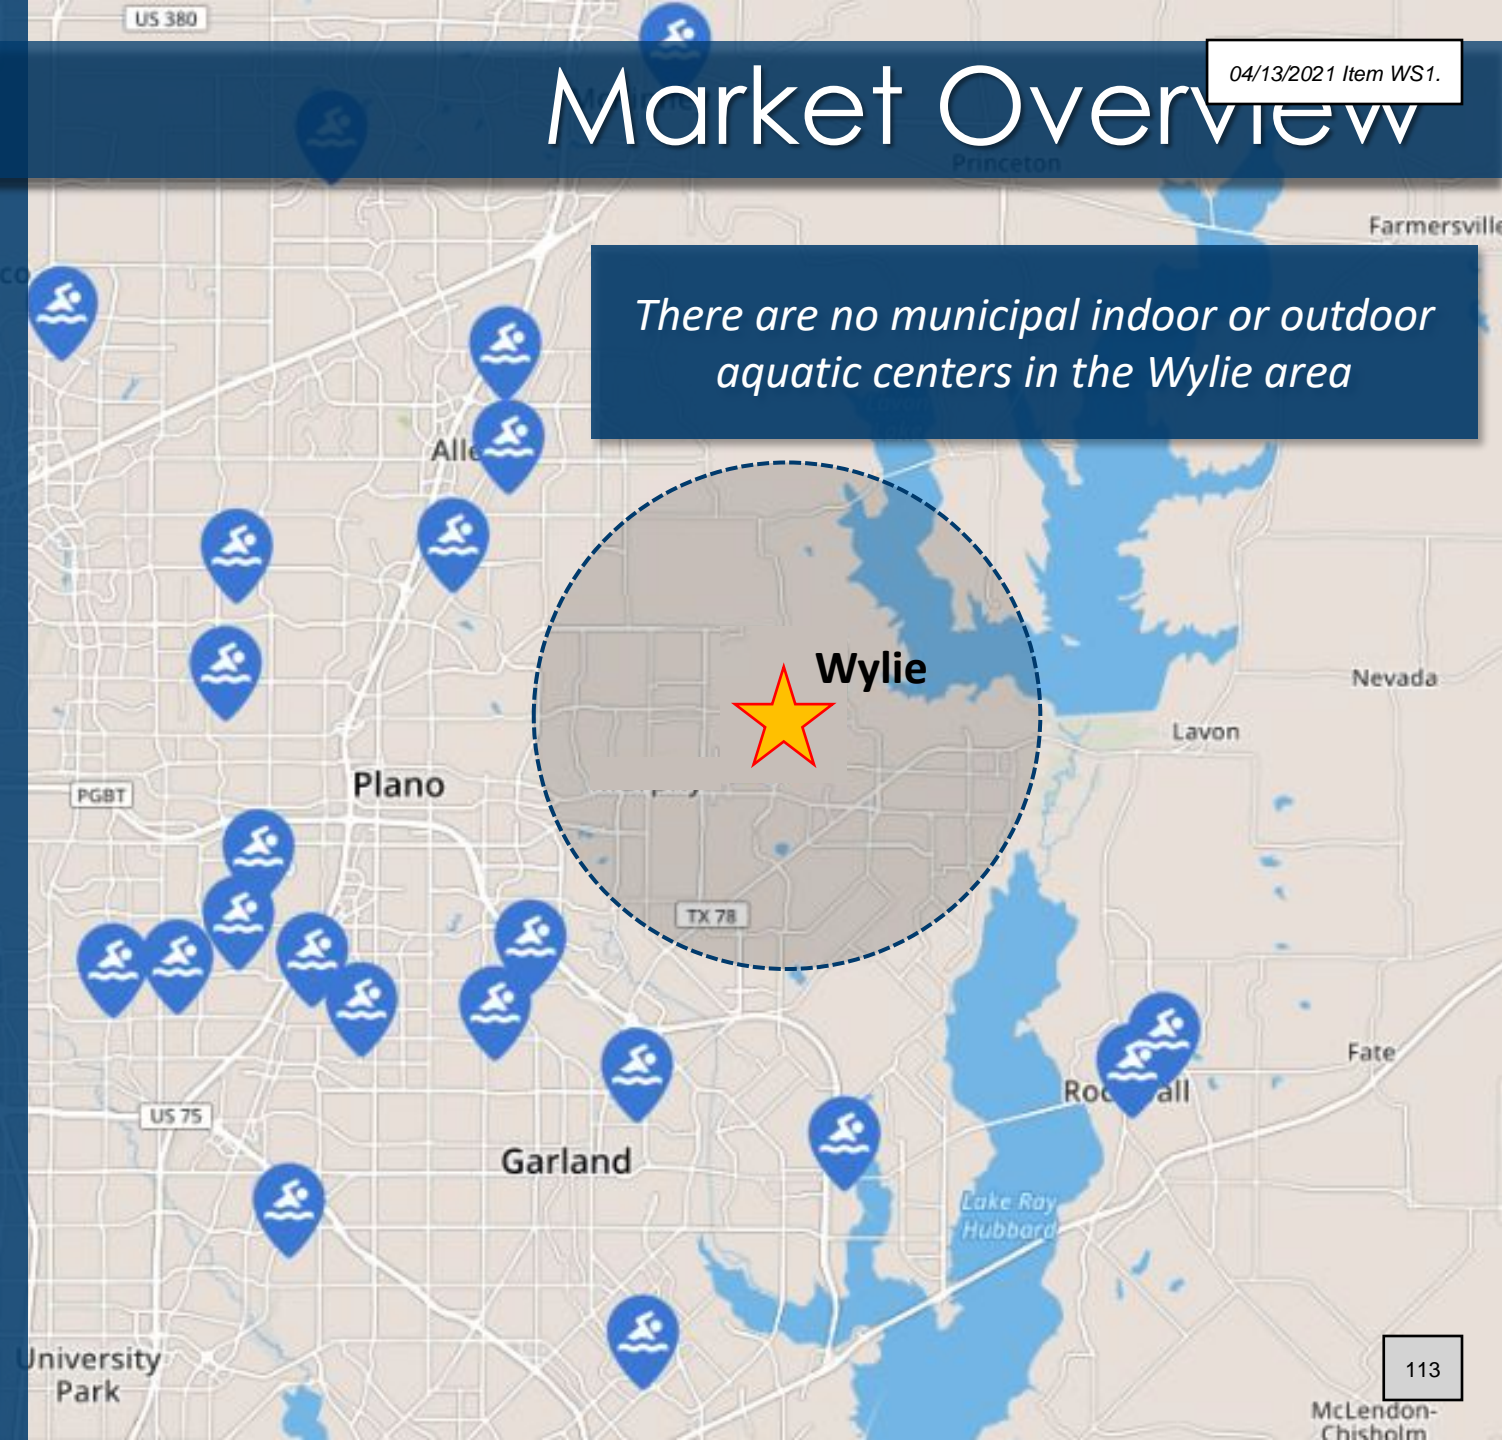 US 380
04/13/2021 Item WS1.
Market Overview
Princeton
Farmersville
There are no municipal indoor or outdoor
aquatic centers in the Wylie area
Wylie
Nevada
Lavon
Plano
PGBT
TX 78
Fate
US 75
Garland
Lake Ray
Hubbard
University
Park
113
McLendon-
Chisholm